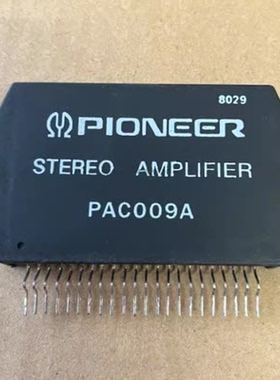 8029
PIONEER
STEREO AMPLIFIER
PAC009A